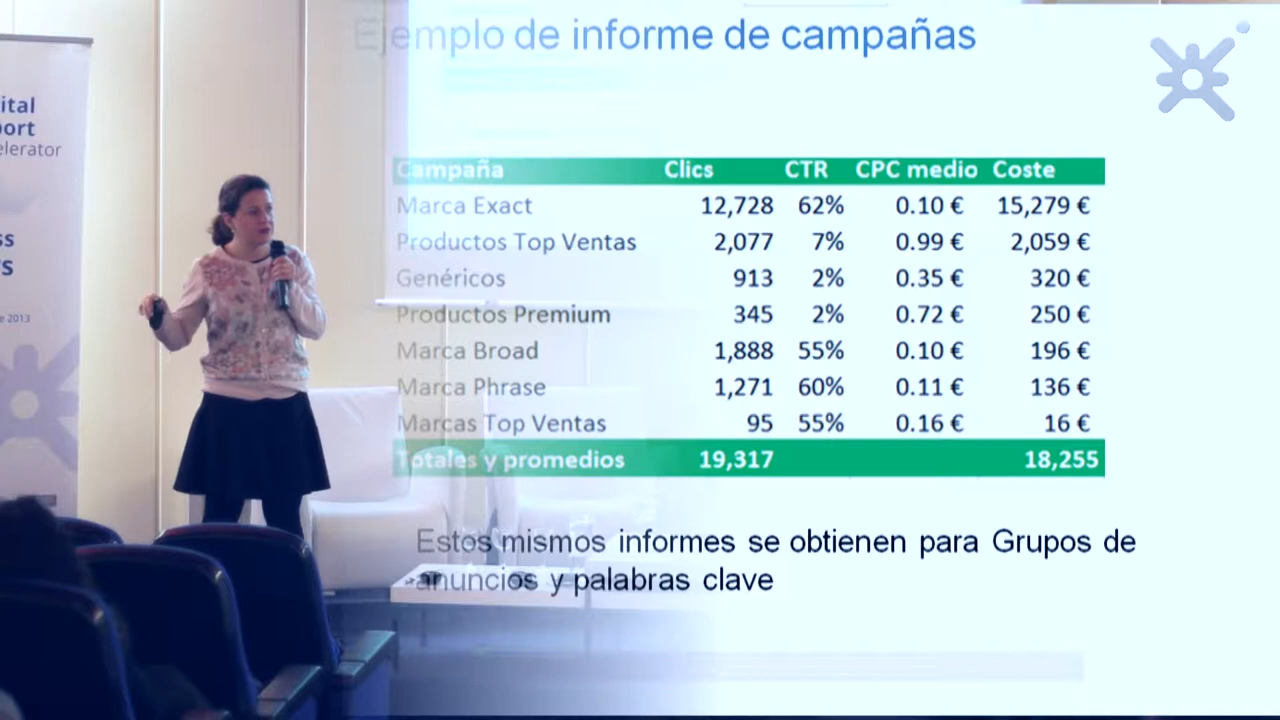 Ejemplo de informe de campañas
ital
port
elerator
ss
rs
e 2013
Campaña Clics CTR CPC medio Coste
Marca Exact 12,728 62% 0.10 € 15,279 €
Productos Top Ventas 2,077 7% 0.99 € 2,059 €
Genéricos 913 2% 0.35 € 320 €
Productos Premium 345 2% 0.72 € 250 €
Marca Broad 1,888 55% 0.10 € 196 €
Marca Phrase 1,271 60% 0.11 € 136 €
Marcas Top Ventas 95 55% 0.16 € 16 €
Totales y promedios 19,317 18,255
Estos mismos informes se obtienen para Grupos de
anuncios y palabras clave